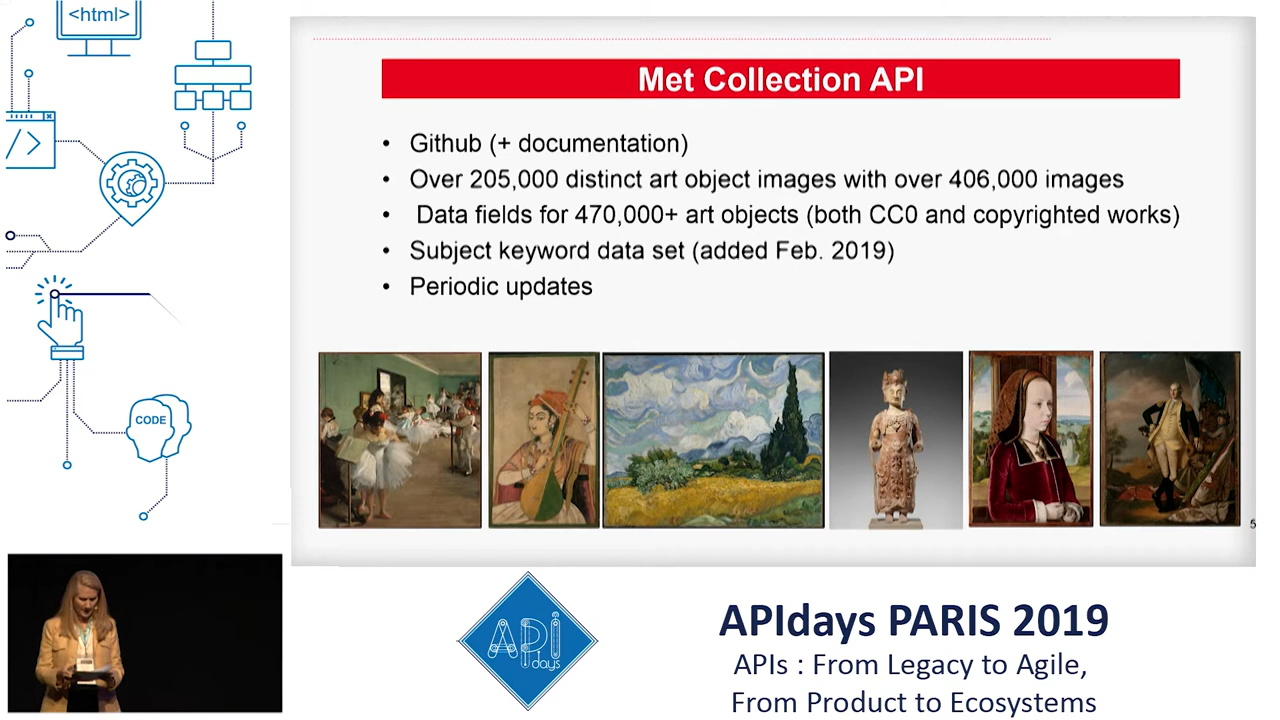 <html>
</>
CODE
Met Collection API
• Github (+ documentation)
• Over 205,000 distinct art object images with over 406,000 images
• Data fields for 470,000+ art objects (both CC0 and copyrighted works)
• Subject keyword data set (added Feb. 2019)
• Periodic updates
5
API
days
APIdays PARIS 2019
APIs : From Legacy to Agile,
From Product to Ecosystems